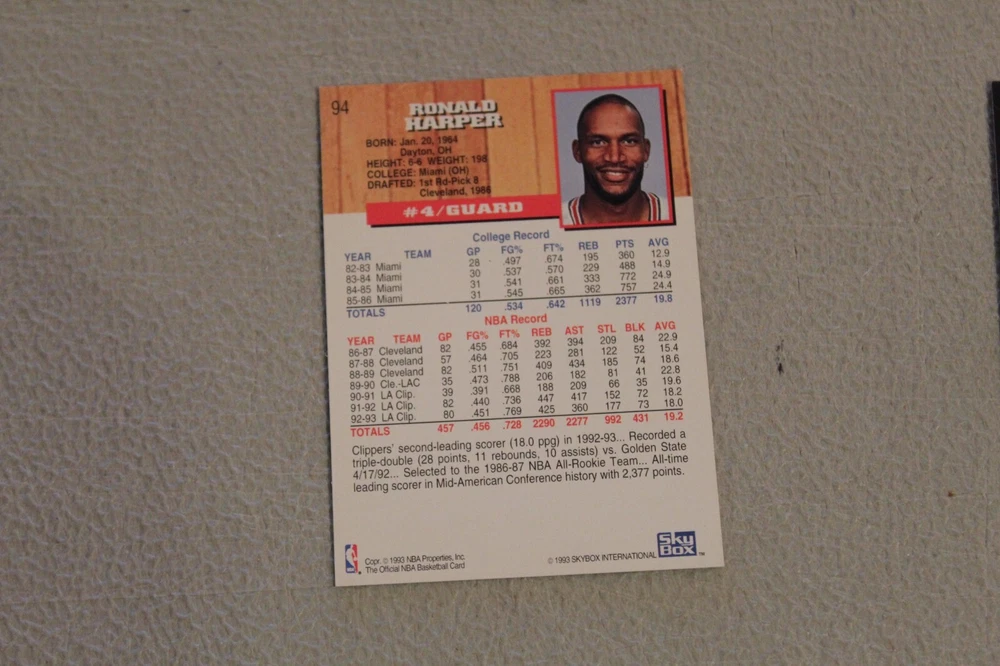 94
RONALD
HARPER
BORN: Jan. 20, 1964
Dayton, OH
HEIGHT: 6-6 WEIGHT: 198
COLLEGE: Miami (OH)
DRAFTED: 1st Rd-Pick 8
Cleveland, 1986
#4/GUARD
College Record
YEAR TEAM GP FG% FT% REB PTS AVG
82-83 Miami 28 .497 .674 195 360 12.9
83-84 Miami 30 .537 .570 229 488 14.9
84-85 Miami 31 .541 .661 333 772 24.9
85-86 Miami 31 .545 .665 362 757 24.4
TOTALS 120 .534 .642 1119 2377 19.8
NBA Record
YEAR TEAM GP FG% FT% REB AST STL BLK AVG
86-87 Cleveland 82 .455 .684 392 394 209 84 22.9
87-88 Cleveland 57 .464 .705 223 281 122 52 15.4
88-89 Cleveland 82 .511 .751 409 434 185 74 18.6
89-90 Cle.-LAC 35 .473 .788 206 182 81 41 22.8
90-91 LA Clip. 39 .391 .668 188 209 66 35 19.6
91-92 LA Clip. 82 .440 .736 447 417 152 72 18.2
92-93 LA Clip. 80 .451 .769 425 360 177 73 18.0
TOTALS 457 .456 .728 2290 2277 992 431 19.2
Clippers' second-leading scorer (18.0 ppg) in 1992-93... Recorded a
triple-double (28 points, 11 rebounds, 10 assists) vs. Golden State
4/17/92... Selected to the 1986-87 NBA All-Rookie Team... All-time
leading scorer in Mid-American Conference history with 2,377 points.
Copr. © 1993 NBA Properties, Inc.
The Official NBA Basketball Card
© 1993 SKYBOX INTERNATIONAL
Sky
Box™